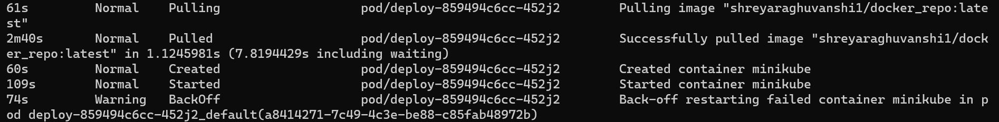 61s         Normal    Pulling                   pod/deploy-859494c6cc-452j2        Pulling image "shreyaraghuvanshi1/docker_repo:late
st"
2m40s       Normal    Pulled                    pod/deploy-859494c6cc-452j2        Successfully pulled image "shreyaraghuvanshi1/dock
er_repo:latest" in 1.1245981s (7.8194429s including waiting)
60s         Normal    Created                   pod/deploy-859494c6cc-452j2        Created container minikube
109s        Normal    Started                   pod/deploy-859494c6cc-452j2        Started container minikube
74s         Warning   BackOff                   pod/deploy-859494c6cc-452j2        Back-off restarting failed container minikube in p
od deploy-859494c6cc-452j2_default(a8414271-7c49-4c3e-be88-c85fab48972b)